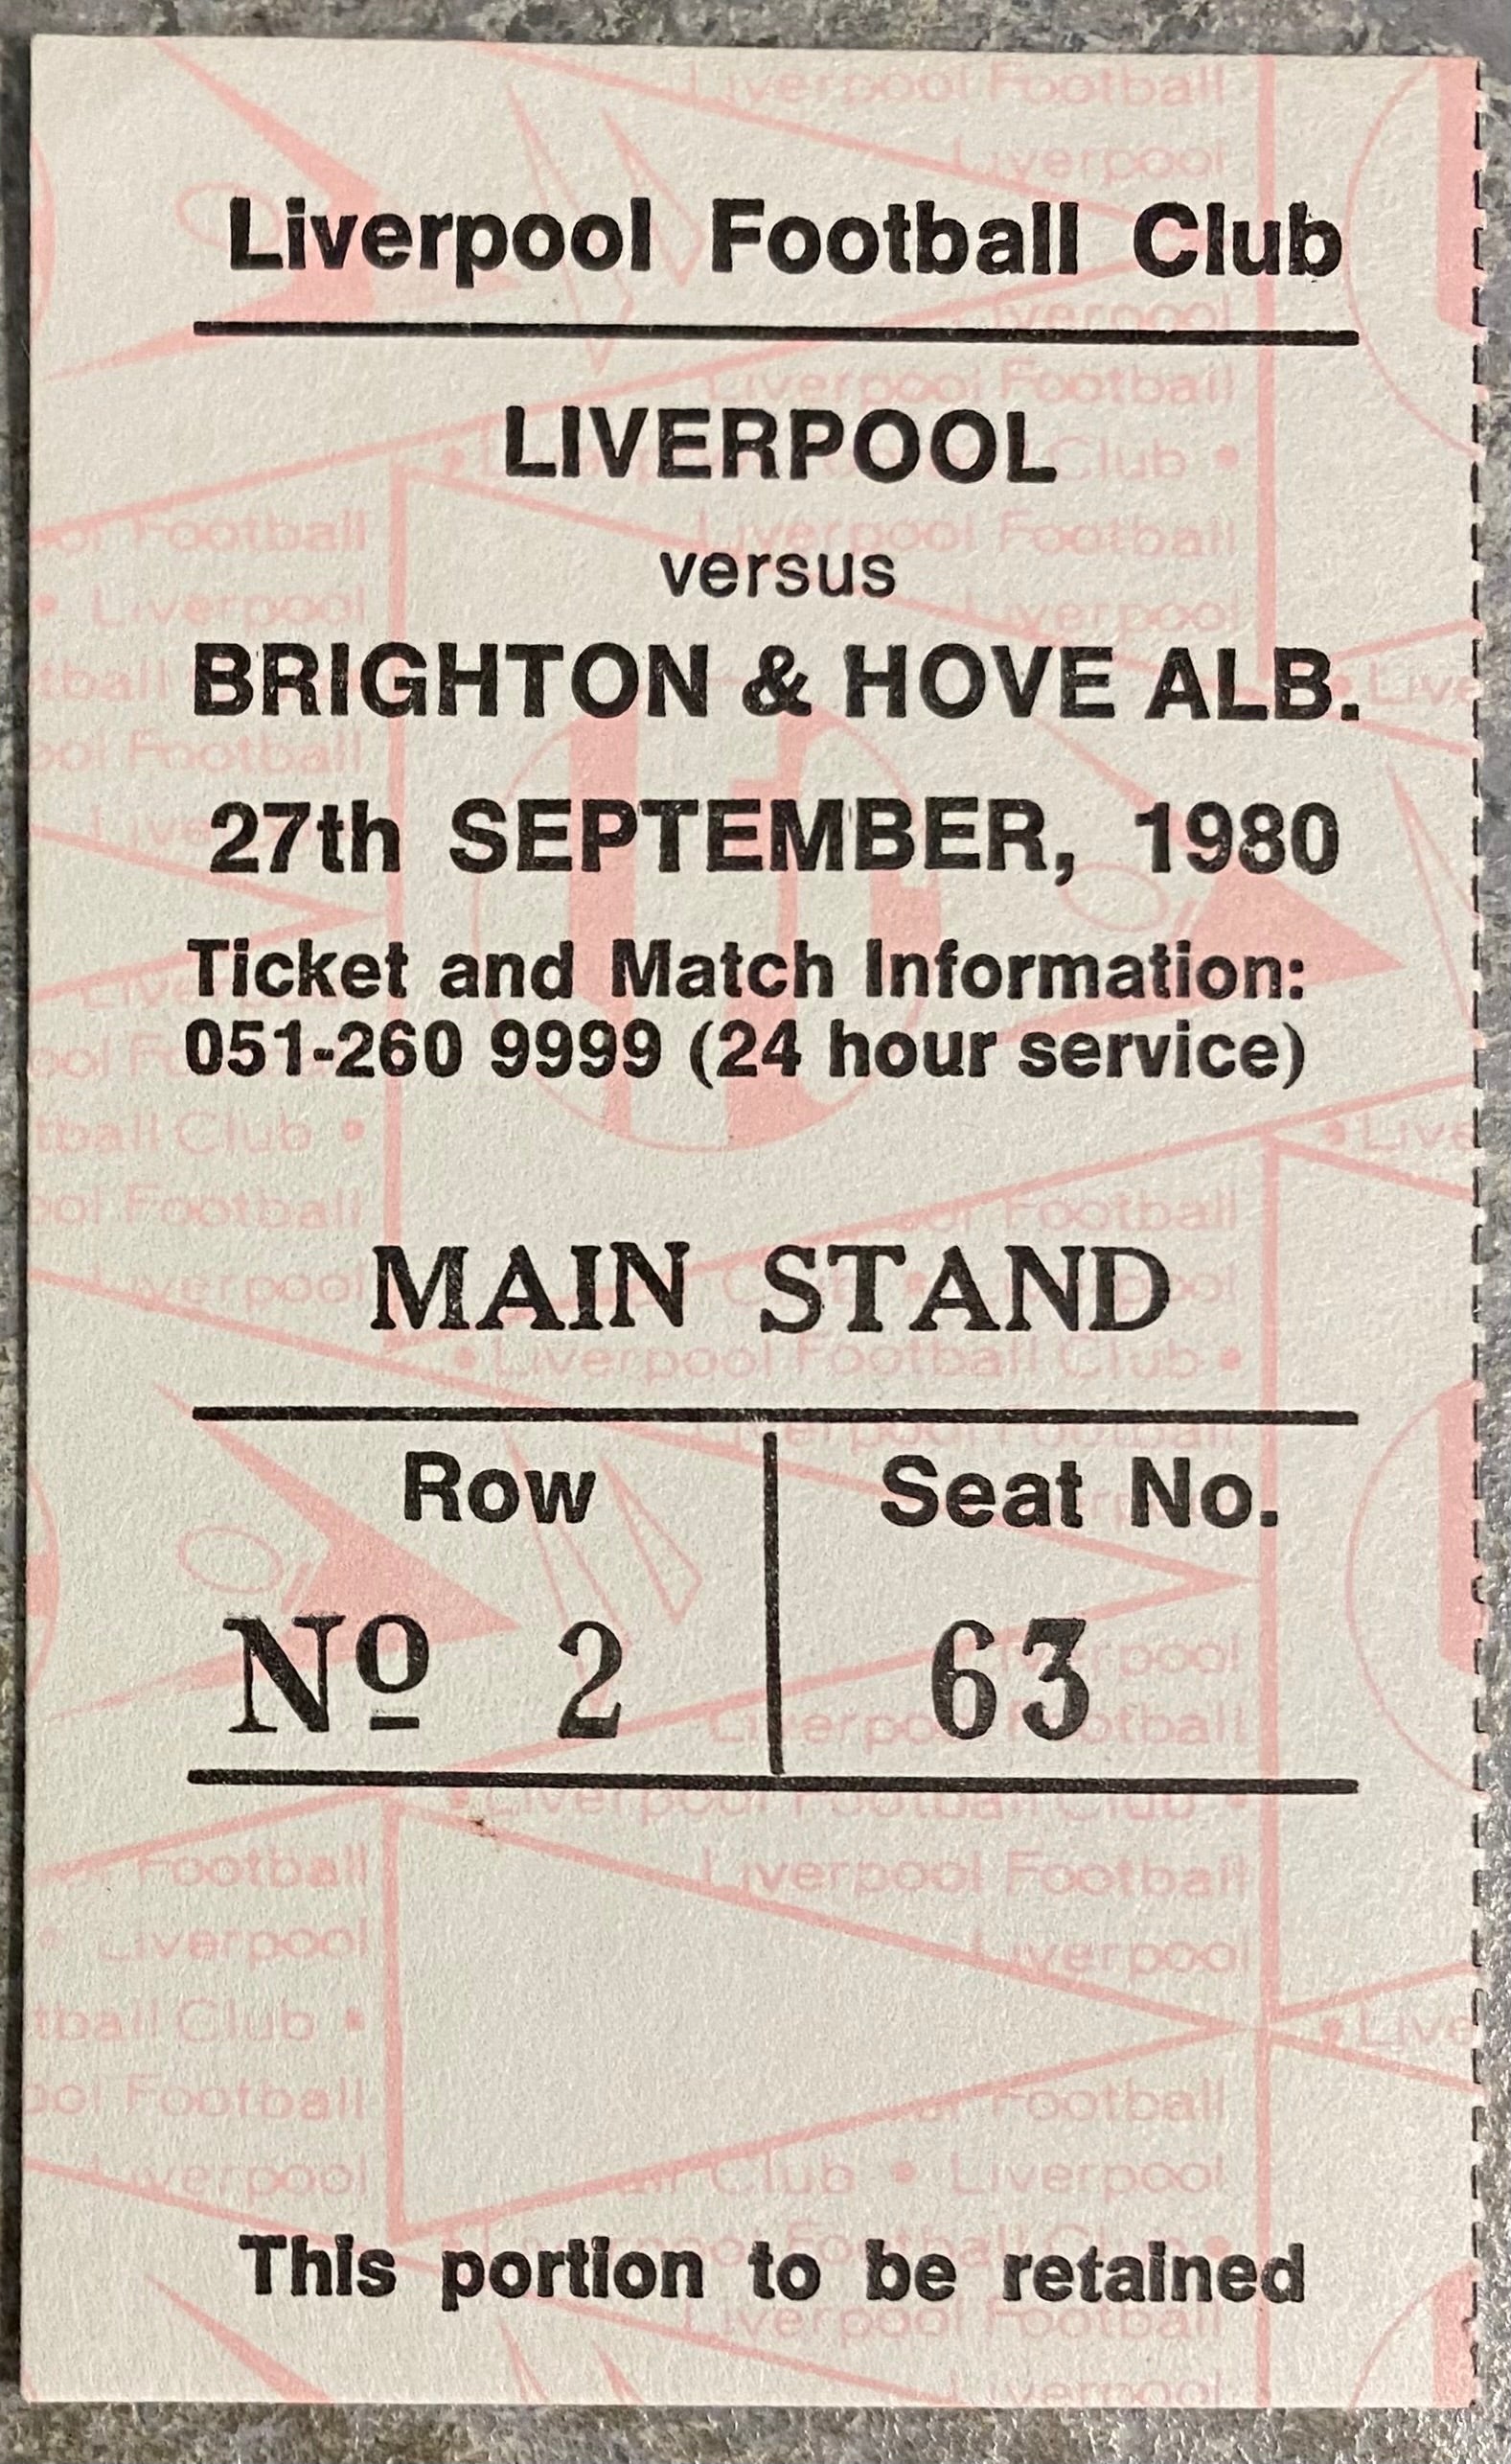 Liverpool Football Club
LIVERPOOL
versus
BRIGHTON & HOVE ALB.
27th SEPTEMBER, 1980
Ticket and Match Information:
051-260 9999 (24 hour service)
MAIN STAND
Row Seat No.
Nº 2 63
This portion to be retained